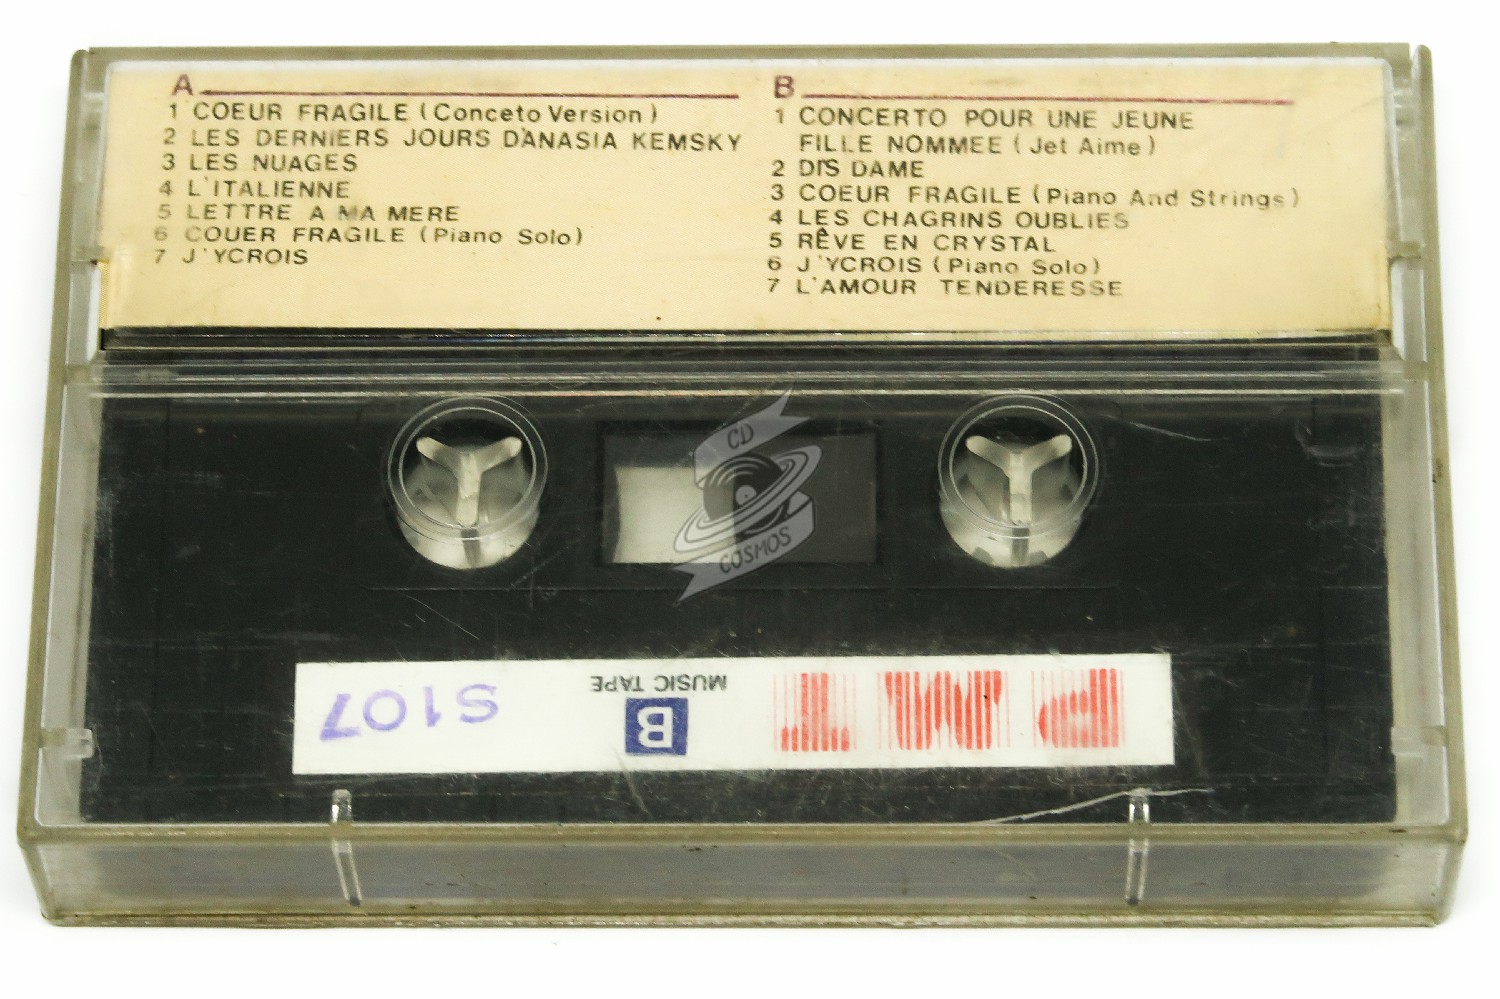 A
1 COEUR FRAGILE (Conceto Version)
2 LES DERNIERS JOURS D'ANASIA KEMSKY
3 LES NUAGES
4 L'ITALIENNE
5 LETTRE A MA MERE
6 COUER FRAGILE (Piano Solo)
7 J'YCROIS
B
1 CONCERTO POUR UNE JEUNE
FILLE NOMMEE (Jet Aime)
2 DIS DAME
3 COEUR FRAGILE (Piano And Strings)
4 LES CHAGRINS OUBLIES
5 RÊVE EN CRYSTAL
6 J'YCROIS (Piano Solo)
7 L'AMOUR TENDERESSE
CD
COSMOS
B
MUSIC TAPE
S107